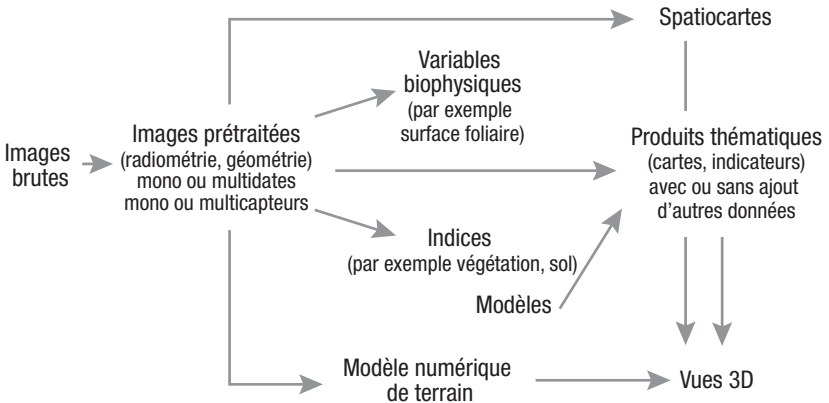 Spatiocartes
Variables
biophysiques
(par exemple
surface foliaire)
Images
brutes
Images prétraitées
(radiométrie, géométrie)
mono ou multidates
mono ou multicapteurs
Produits thématiques
(cartes, indicateurs)
avec ou sans ajout
d'autres données
Indices
(par exemple végétation, sol)
Modèles
Modèle numérique
de terrain
Vues 3D